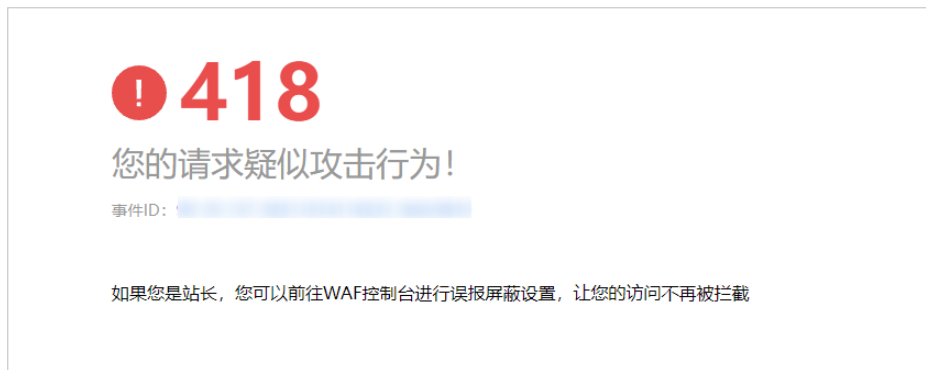 418
您的请求疑似攻击行为！
事件ID：
如果您是站长，您可以前往WAF控制台进行误报屏蔽设置，让您的访问不再被拦截